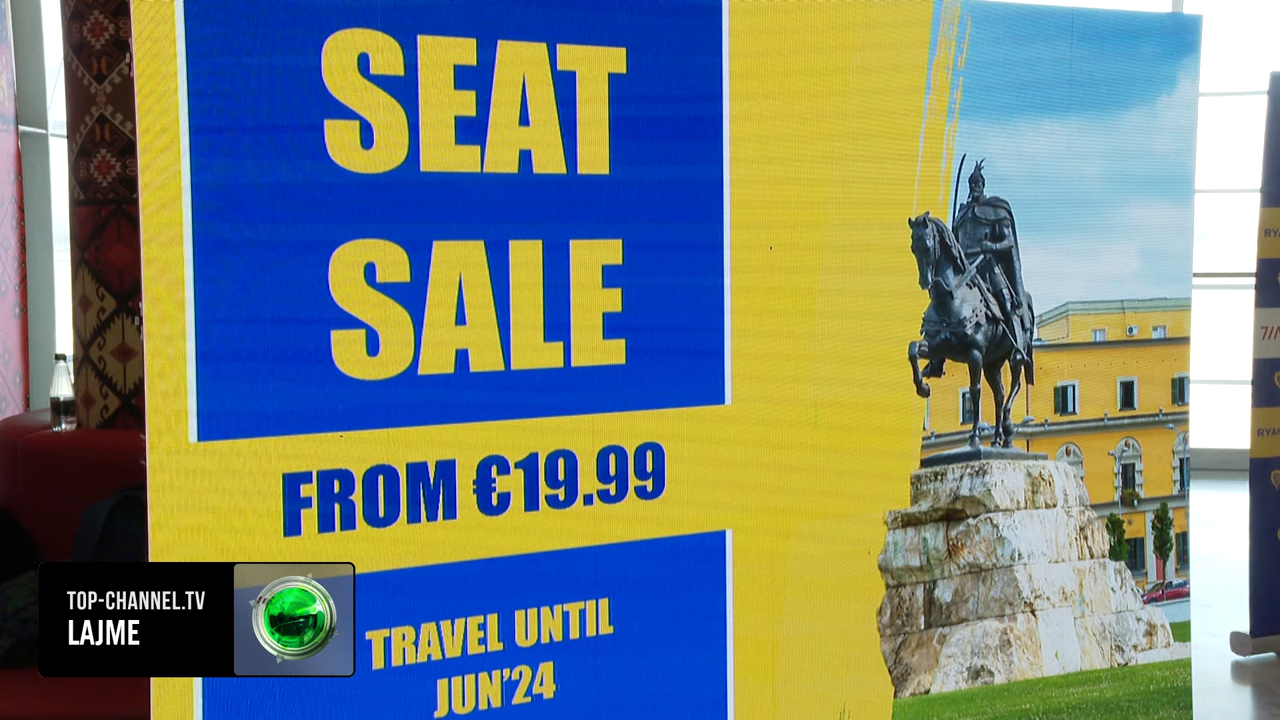 SEAT
SALE
FROM €19.99
TRAVEL UNTIL
JUN'24
TOP-CHANNEL.TV
LAJME